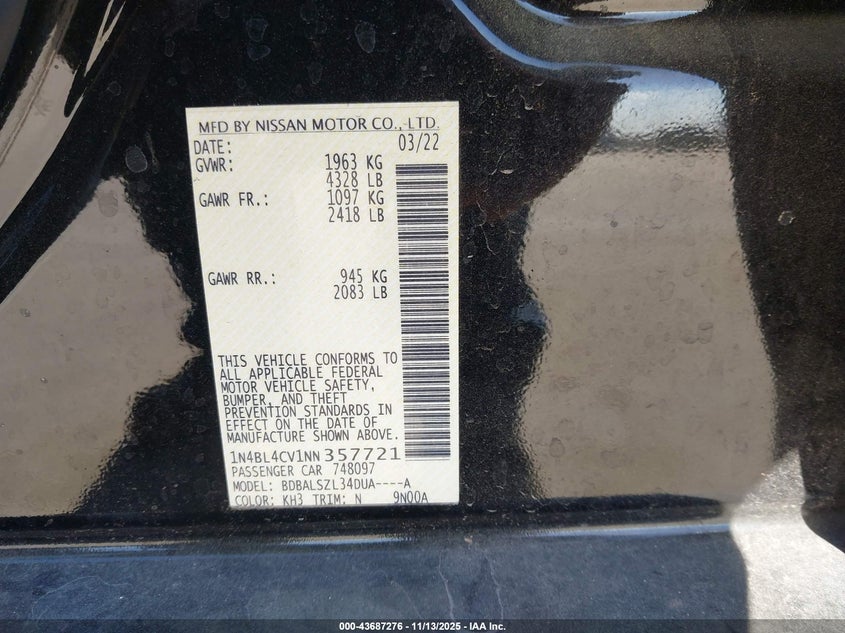 MFD BY NISSAN MOTOR CO., LTD.
DATE: 03/22
GVWR: 1963 KG
4328 LB
GAWR FR.: 1097 KG
2418 LB
GAWR RR.: 945 KG
2083 LB
THIS VEHICLE CONFORMS TO
ALL APPLICABLE FEDERAL
MOTOR VEHICLE SAFETY,
BUMPER, AND THEFT
PREVENTION STANDARDS IN
EFFECT ON THE DATE OF
MANUFACTURE SHOWN ABOVE.
1N4BL4CV1NN357721
PASSENGER CAR 748097
MODEL: BDBALSZL34DUA----A
COLOR: KH3 TRIM: N 9N00A
000-43687276 - 11/13/2025 - IAA Inc.